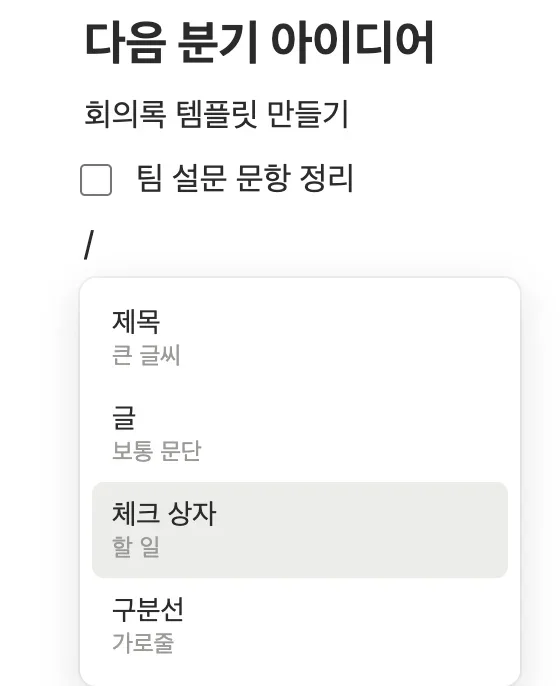 다음 분기 아이디어
회의록 템플릿 만들기
팀 설문 문항 정리
/
제목
큰 글씨
글
보통 문단
체크 상자
할 일
구분선
가로줄